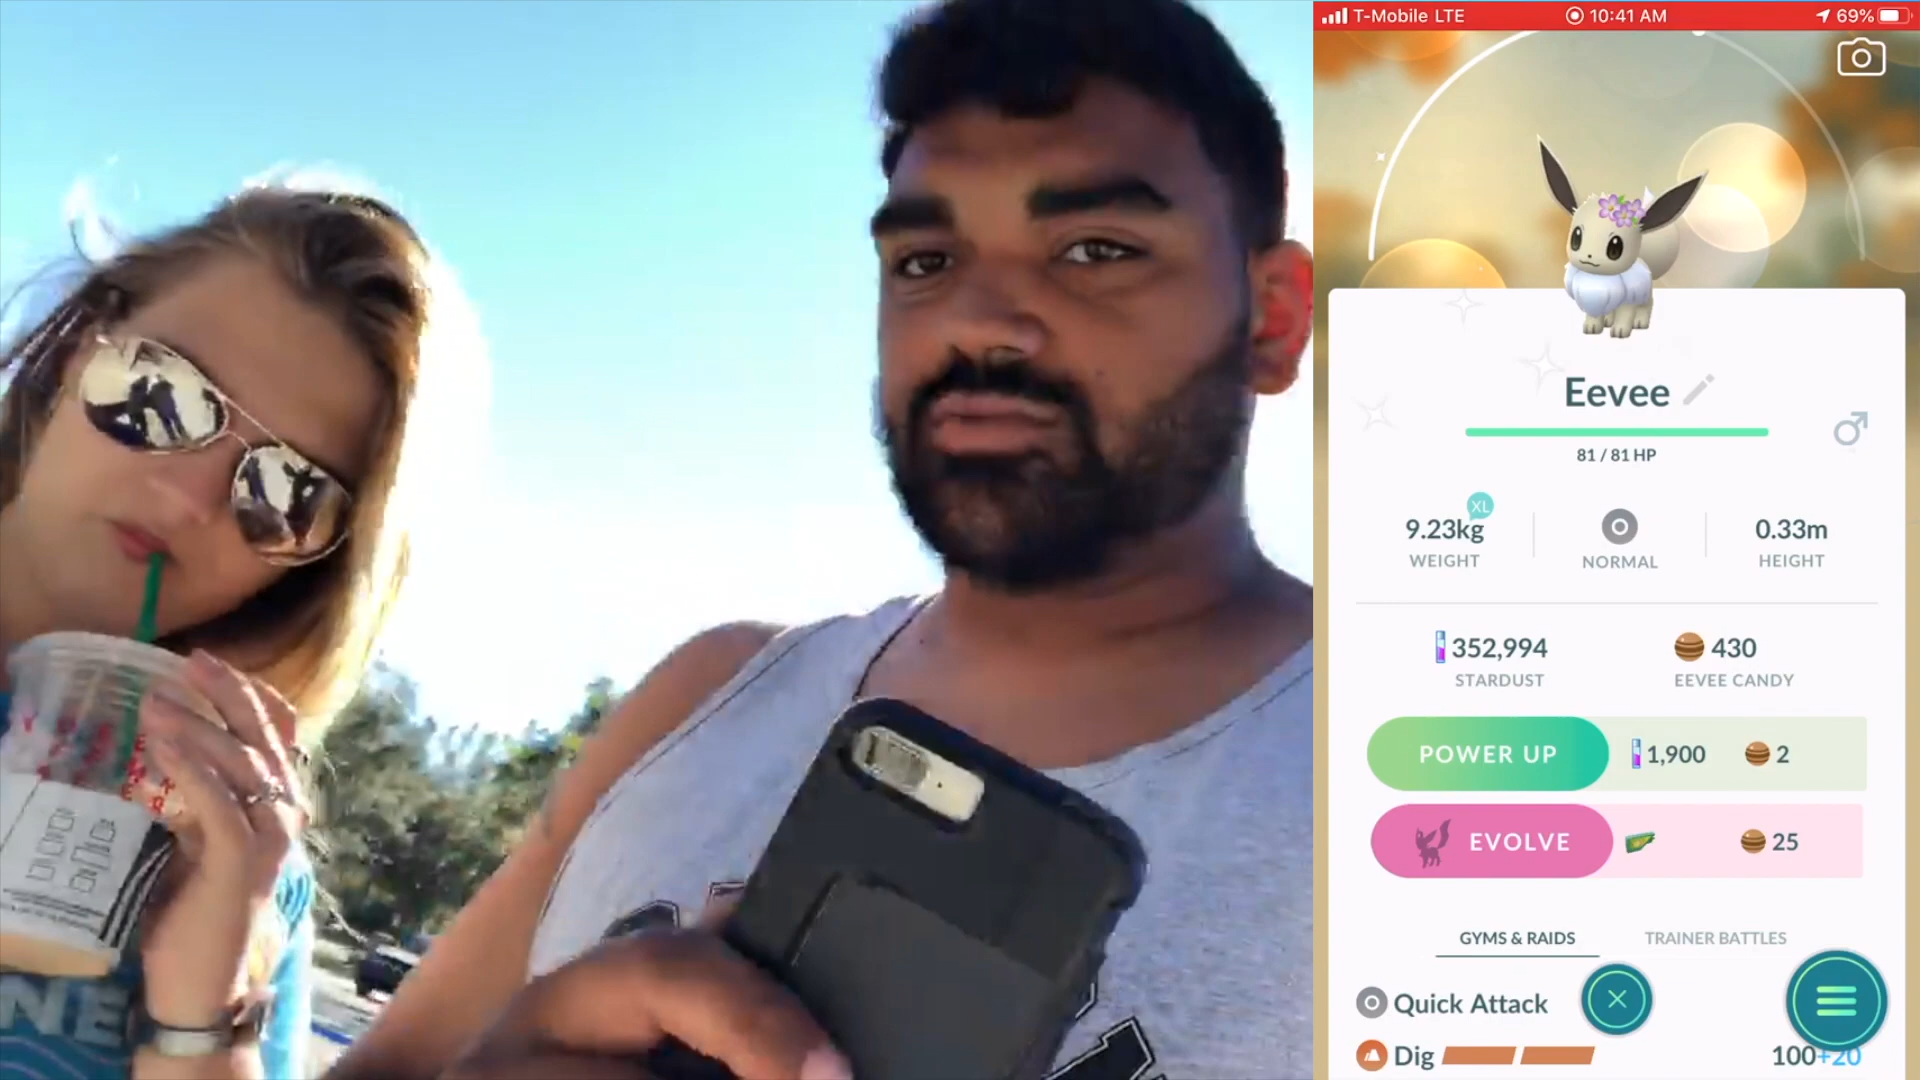 T-Mobile LTE 10:41 AM 69%
Eevee
81 / 81 HP
XL
9.23kg 0.33m
WEIGHT NORMAL HEIGHT
352,994 430
STARDUST EEVEE CANDY
POWER UP 1,900 2
EVOLVE 25
GYMS & RAIDS TRAINER BATTLES
Quick Attack
Dig 100+20
NE